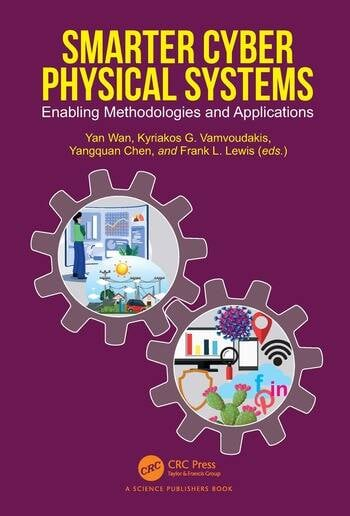 SMARTER CYBER
PHYSICAL SYSTEMS
Enabling Methodologies and Applications
Yan Wan, Kyriakos G. Vamvoudakis,
Yangquan Chen, and Frank L. Lewis (eds.)
f in
CRC
CRC Press
Taylor & Francis Group
A SCIENCE PUBLISHERS BOOK